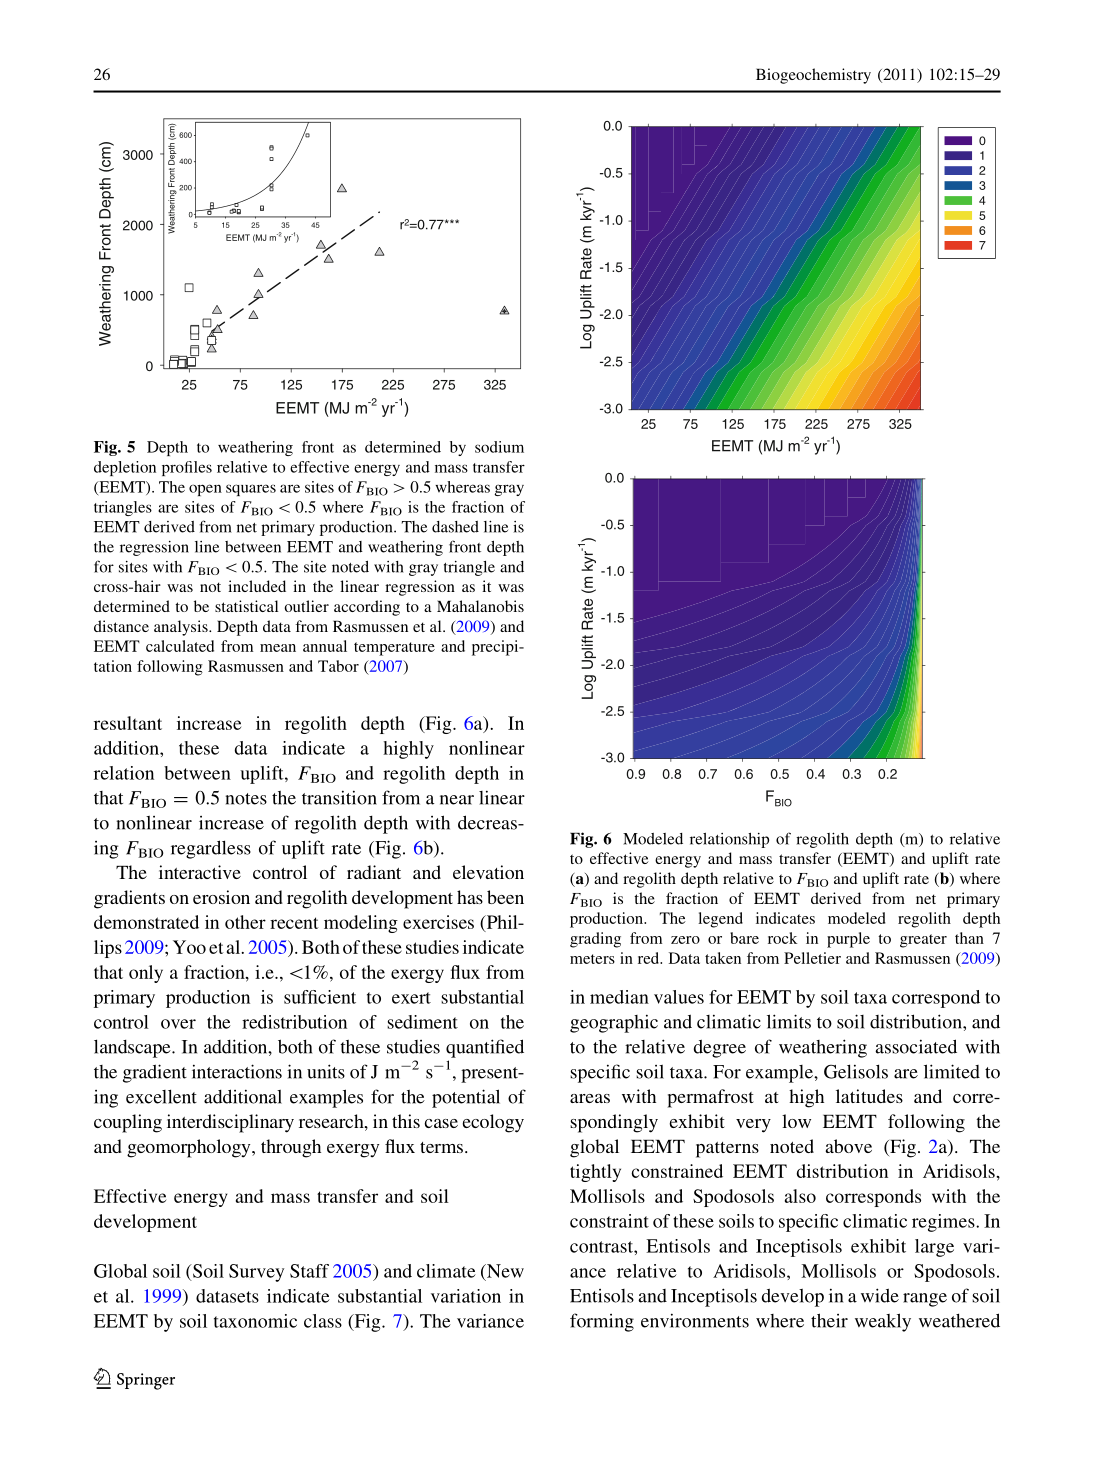 26
Biogeochemistry (2011) 102:15–29
Weathering Front Depth (cm)
3000
2000
1000
0
25 75 125 175 225 275 325
EEMT (MJ m-2 yr-1)
r2=0.77***
Weathering Front Depth (cm)
600
400
200
0
5 15 25 35 45
EEMT (MJ m-2 yr-1)
Fig. 5 Depth to weathering front as determined by sodium
depletion profiles relative to effective energy and mass transfer
(EEMT). The open squares are sites of FBIO > 0.5 whereas gray
triangles are sites of FBIO < 0.5 where FBIO is the fraction of
EEMT derived from net primary production. The dashed line is
the regression line between EEMT and weathering front depth
for sites with FBIO < 0.5. The site noted with gray triangle and
cross-hair was not included in the linear regression as it was
determined to be statistical outlier according to a Mahalanobis
distance analysis. Depth data from Rasmussen et al. (2009) and
EEMT calculated from mean annual temperature and precipi-
tation following Rasmussen and Tabor (2007)
resultant increase in regolith depth (Fig. 6a). In
addition, these data indicate a highly nonlinear
relation between uplift, FBIO and regolith depth in
that FBIO = 0.5 notes the transition from a near linear
to nonlinear increase of regolith depth with decreas-
ing FBIO regardless of uplift rate (Fig. 6b).
The interactive control of radiant and elevation
gradients on erosion and regolith development has been
demonstrated in other recent modeling exercises (Phil-
lips 2009; Yoo et al. 2005). Both of these studies indicate
that only a fraction, i.e., <1%, of the exergy flux from
primary production is sufficient to exert substantial
control over the redistribution of sediment on the
landscape. In addition, both of these studies quantified
the gradient interactions in units of J m−2 s−1, present-
ing excellent additional examples for the potential of
coupling interdisciplinary research, in this case ecology
and geomorphology, through exergy flux terms.
Effective energy and mass transfer and soil
development
Global soil (Soil Survey Staff 2005) and climate (New
et al. 1999) datasets indicate substantial variation in
EEMT by soil taxonomic class (Fig. 7). The variance
Log Uplift Rate (m kyr-1)
0.0
-0.5
-1.0
-1.5
-2.0
-2.5
-3.0
25 75 125 175 225 275 325
EEMT (MJ m-2 yr-1)
0
1
2
3
4
5
6
7
Log Uplift Rate (m kyr-1)
0.0
-0.5
-1.0
-1.5
-2.0
-2.5
-3.0
0.9 0.8 0.7 0.6 0.5 0.4 0.3 0.2
FBIO
Fig. 6 Modeled relationship of regolith depth (m) to relative
to effective energy and mass transfer (EEMT) and uplift rate
(a) and regolith depth relative to FBIO and uplift rate (b) where
FBIO is the fraction of EEMT derived from net primary
production. The legend indicates modeled regolith depth
grading from zero or bare rock in purple to greater than 7
meters in red. Data taken from Pelletier and Rasmussen (2009)
in median values for EEMT by soil taxa correspond to
geographic and climatic limits to soil distribution, and
to the relative degree of weathering associated with
specific soil taxa. For example, Gelisols are limited to
areas with permafrost at high latitudes and corre-
spondingly exhibit very low EEMT following the
global EEMT patterns noted above (Fig. 2a). The
tightly constrained EEMT distribution in Aridisols,
Mollisols and Spodosols also corresponds with the
constraint of these soils to specific climatic regimes. In
contrast, Entisols and Inceptisols exhibit large vari-
ance relative to Aridisols, Mollisols or Spodosols.
Entisols and Inceptisols develop in a wide range of soil
forming environments where their weakly weathered
Springer